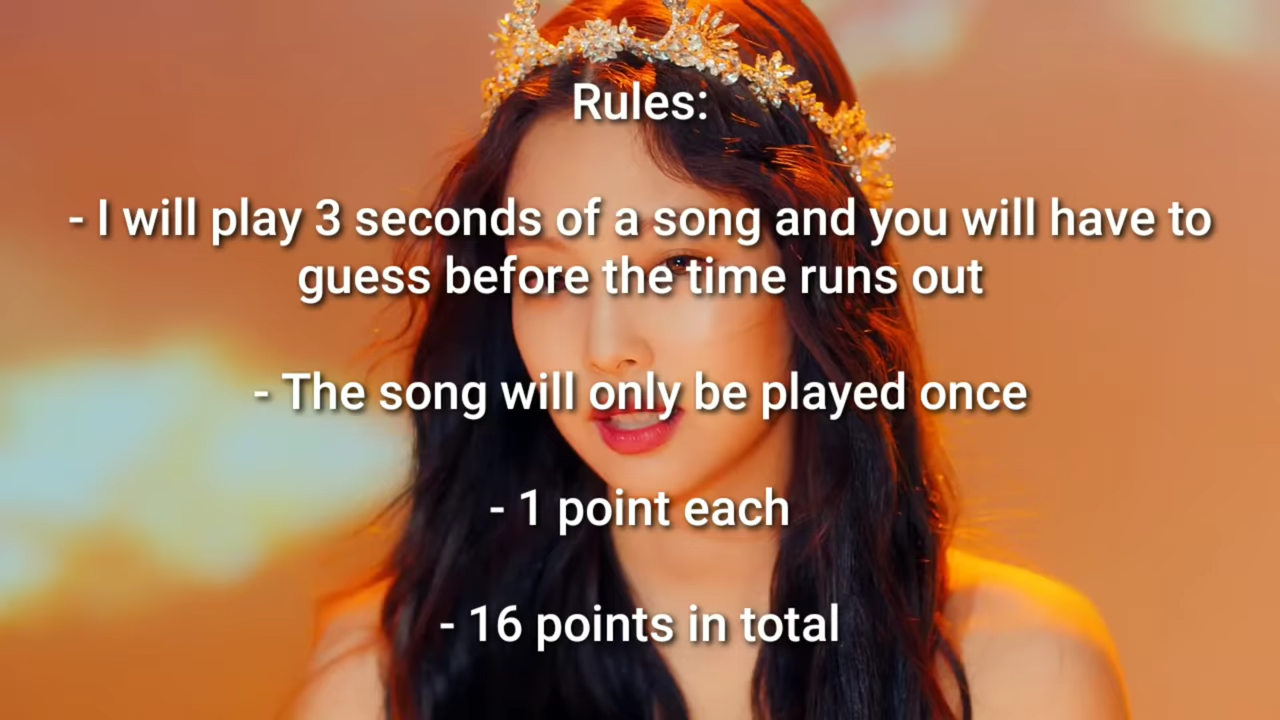 Rules:
- I will play 3 seconds of a song and you will have to
guess before the time runs out
- The song will only be played once
- 1 point each
- 16 points in total